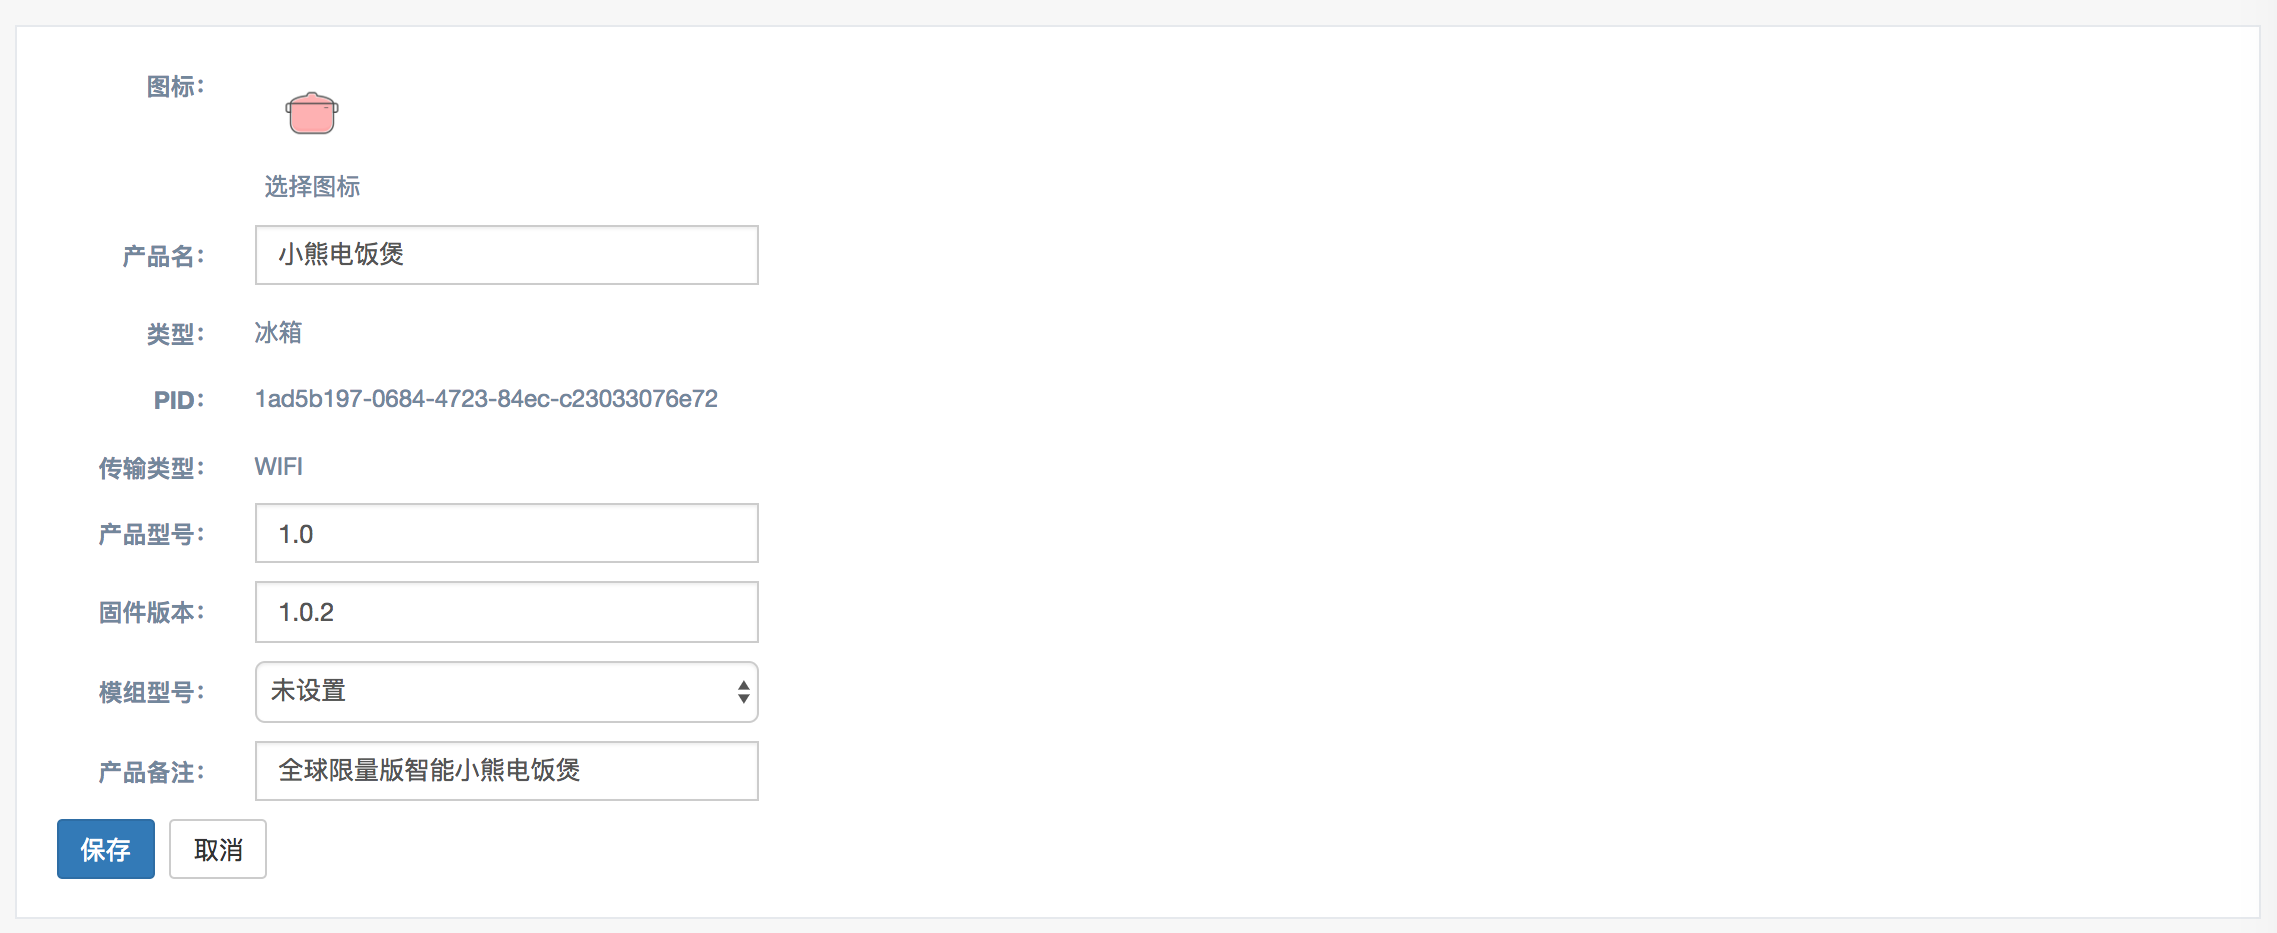 图标：
选择图标
产品名： 小熊电饭煲
类型： 冰箱
PID： 1ad5b197-0684-4723-84ec-c23033076e72
传输类型： WIFI
产品型号： 1.0
固件版本： 1.0.2
模组型号： 未设置
产品备注： 全球限量版智能小熊电饭煲
保存 取消